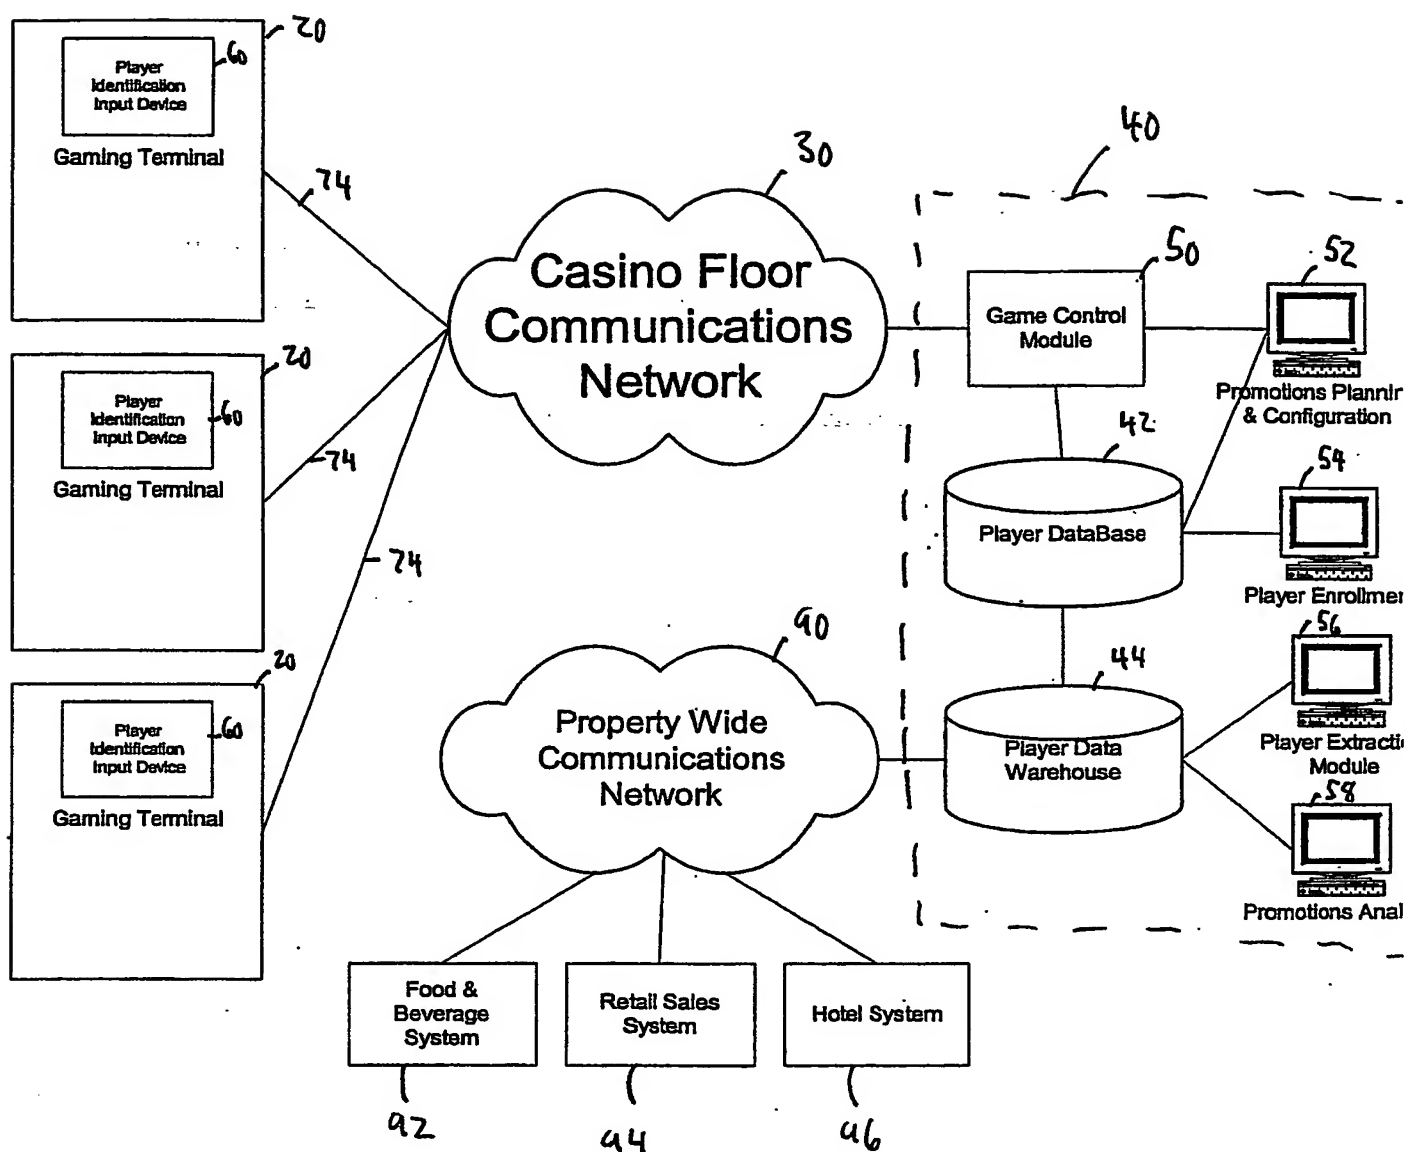 20
60
Player
Identification
Input Device
Gaming Terminal
74
20
60
Player
Identification
Input Device
Gaming Terminal
74
20
60
Player
Identification
Input Device
Gaming Terminal
74
30
Casino Floor
Communications
Network
40
50
Game Control
Module
52
Promotions Plannin
& Configuration
42
Player DataBase
54
Player Enrollmen
44
Player Data
Warehouse
56
Player Extracti
Module
58
Promotions Anal
90
Property Wide
Communications
Network
Food &
Beverage
System
92
Retail Sales
System
94
Hotel System
96